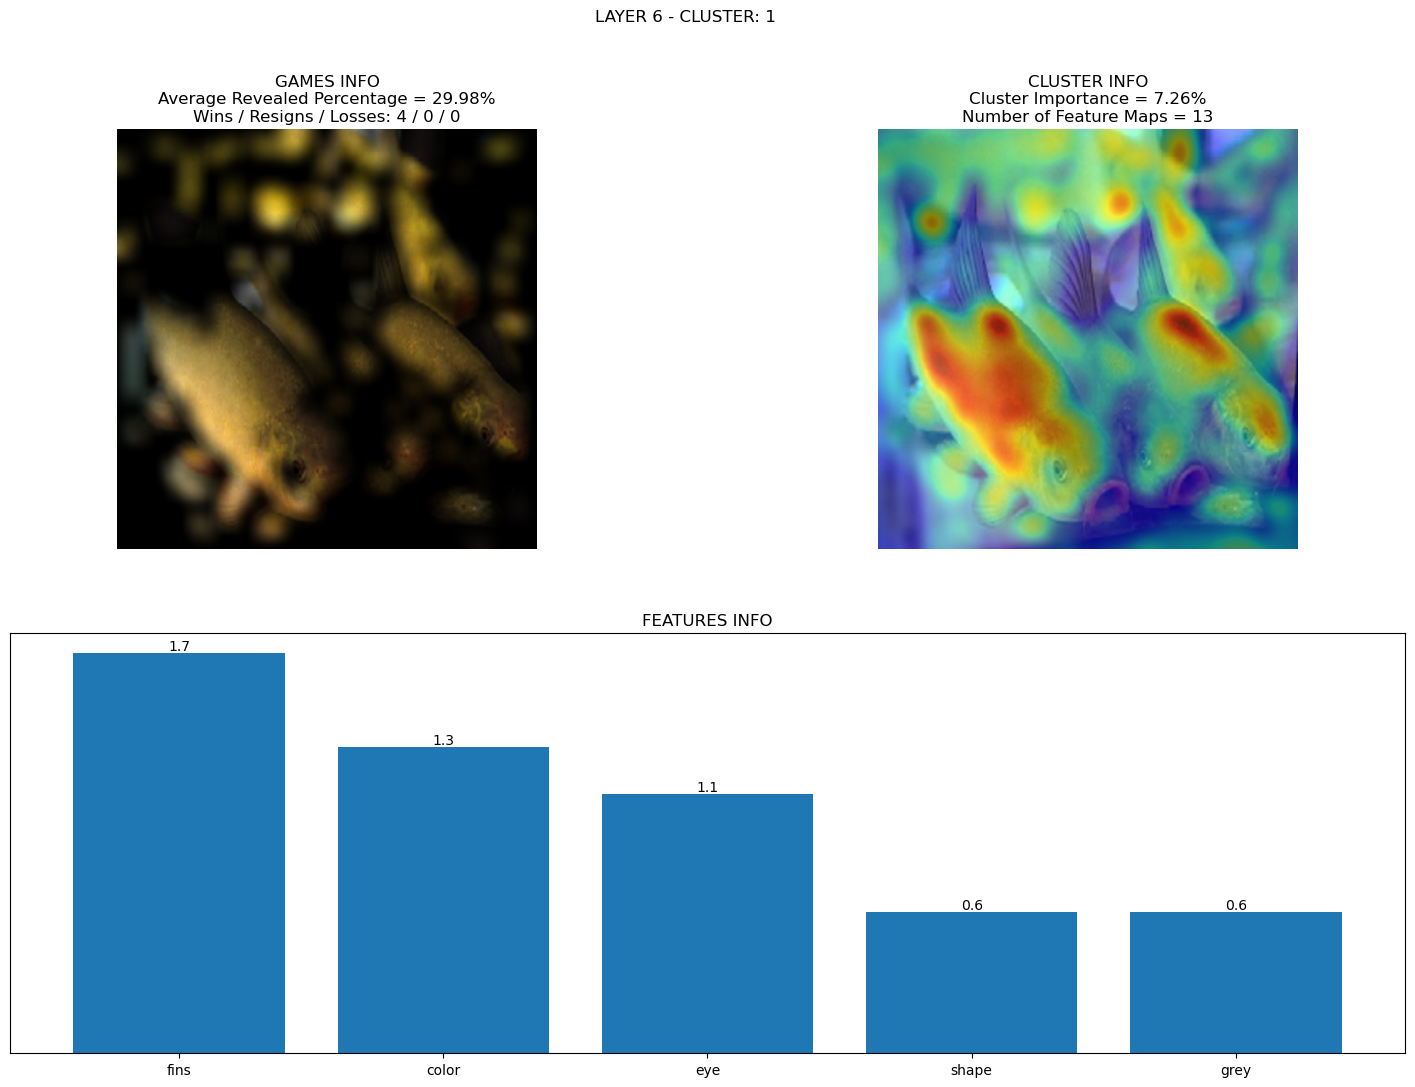 LAYER 6 - CLUSTER: 1
GAMES INFO
Average Revealed Percentage = 29.98%
Wins / Resigns / Losses: 4 / 0 / 0
CLUSTER INFO
Cluster Importance = 7.26%
Number of Feature Maps = 13
FEATURES INFO
1.7
1.3
1.1
0.6
0.6
fins
color
eye
shape
grey